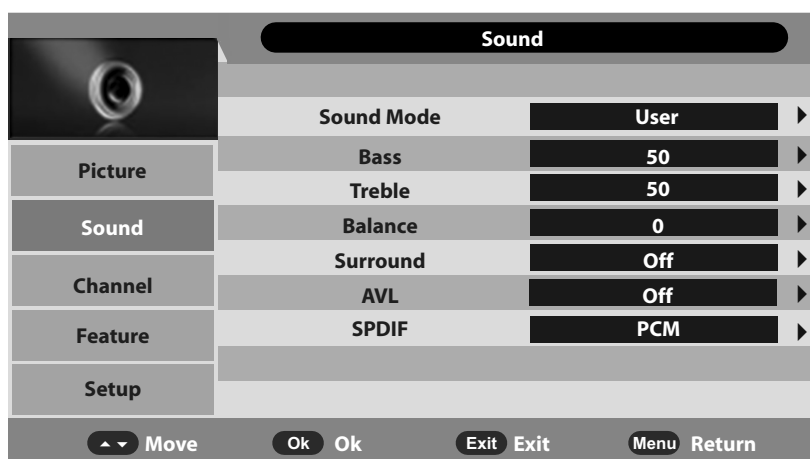 Sound
Sound Mode User
Bass 50
Treble 50
Balance 0
Surround Off
AVL Off
SPDIF PCM
Picture
Sound
Channel
Feature
Setup
Move Ok Ok Exit Exit Menu Return